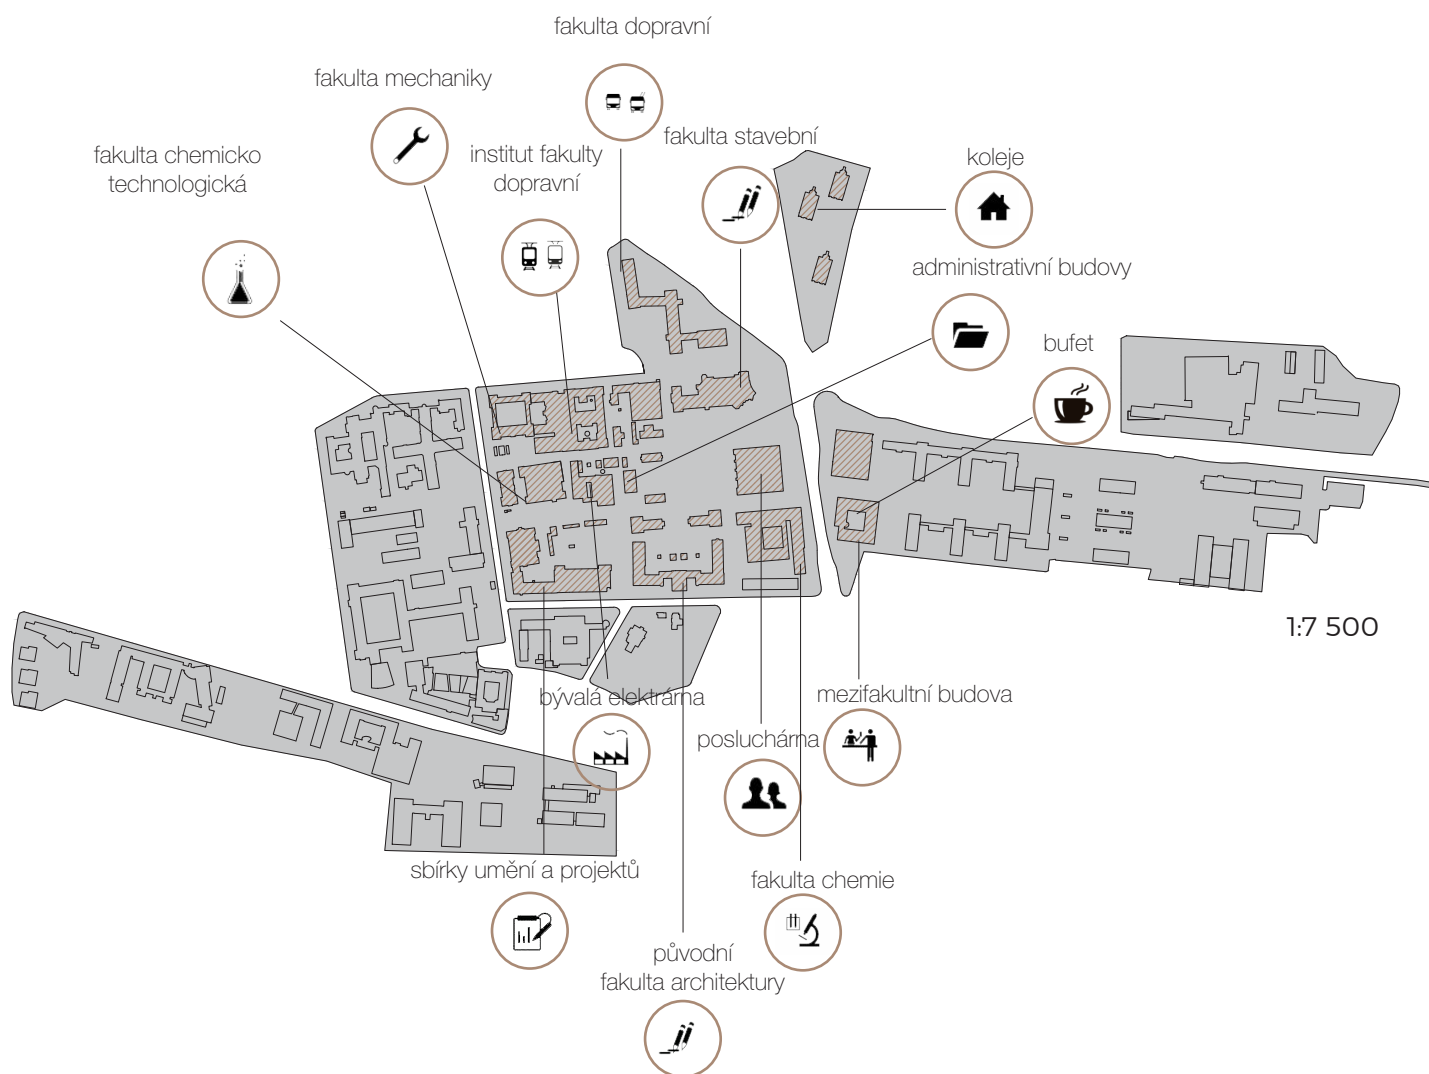 fakulta dopravní
fakulta mechaniky
fakulta stavební
fakulta chemicko
technologická
institut fakulty
dopravní
koleje
administrativní budovy
bufet
1:7 500
bývalá elektrárna
mezifakultní budova
posluchárna
sbírky umění a projektů
fakulta chemie
původní
fakulta architektury